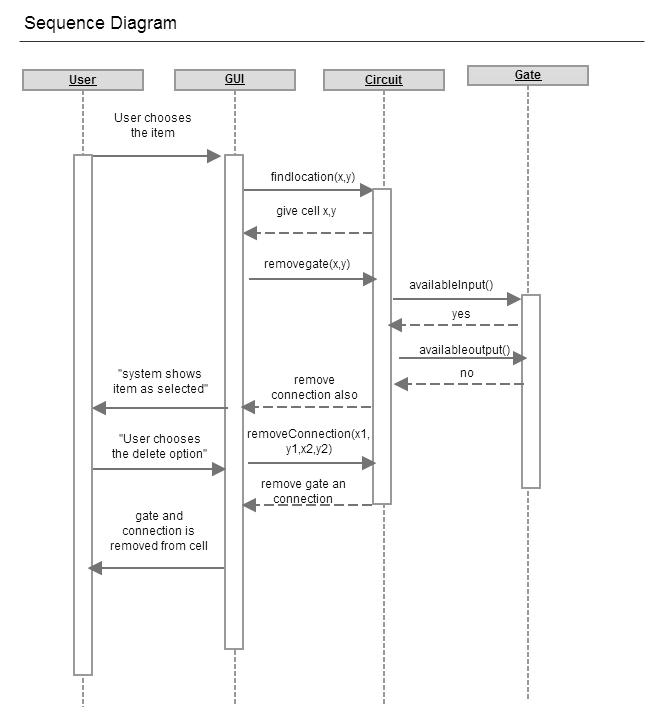 Sequence Diagram
User
GUI
Circuit
Gate
User chooses
the item
findlocation(x,y)
give cell x,y
removegate(x,y)
availableInput()
yes
availableoutput()
no
"system shows
item as selected"
remove
connection also
"User chooses
the delete option"
removeConnection(x1,
y1,x2,y2)
remove gate an
connection
gate and
connection is
removed from cell